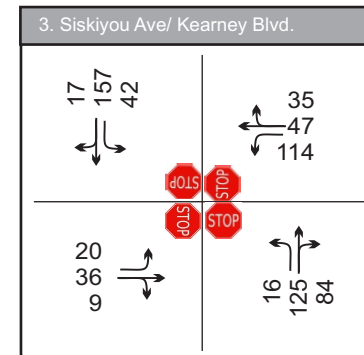 3. Siskiyou Ave/ Kearney Blvd.
17
157
42
35
47
114
STOP
STOP
STOP
STOP
20
36
9
16
125
84